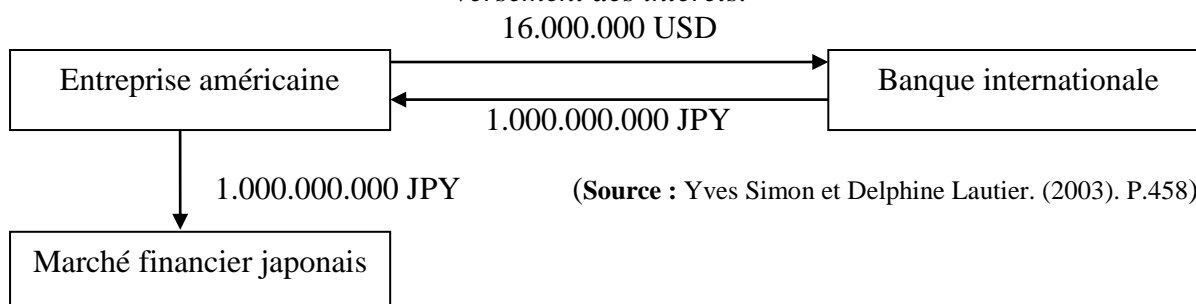 versement des intérêts.
16.000.000 USD
Entreprise américaine
Banque internationale
1.000.000.000 JPY
1.000.000.000 JPY
(Source : Yves Simon et Delphine Lautier. (2003). P.458)
Marché financier japonais